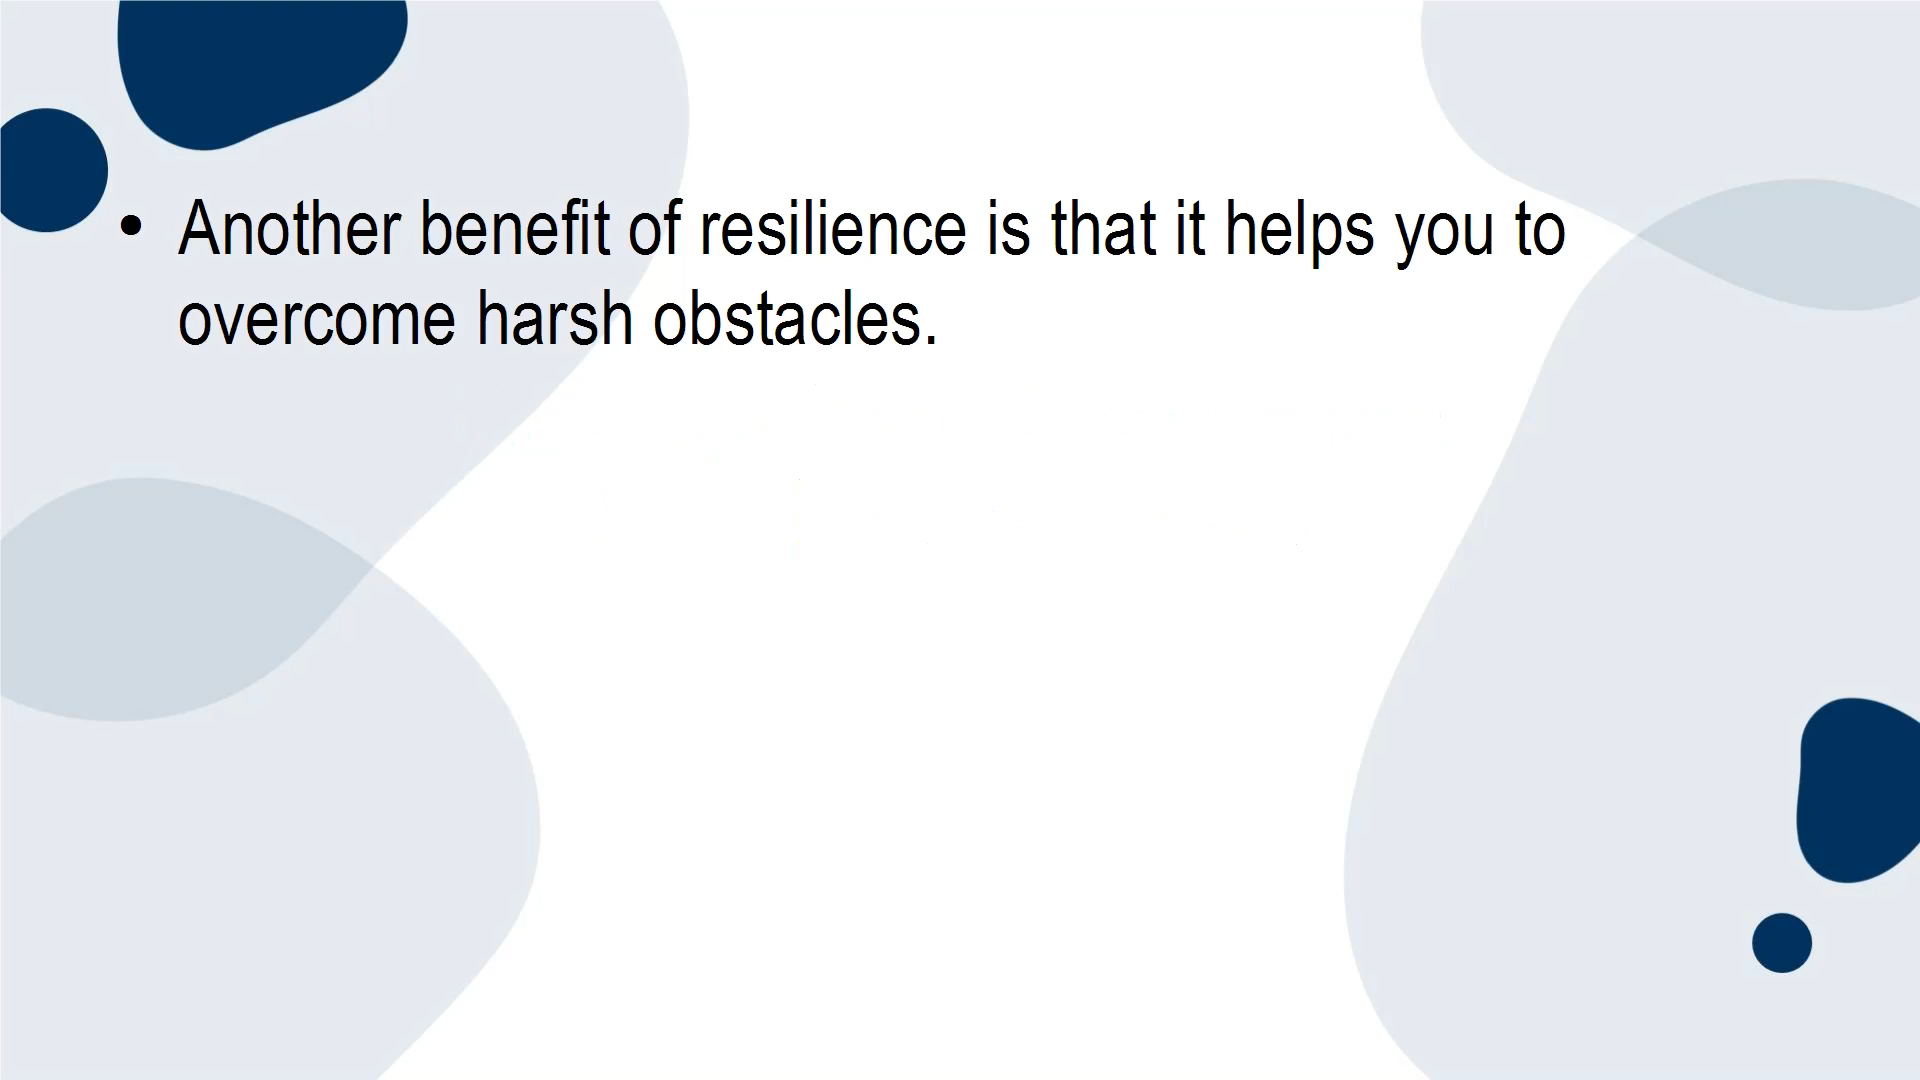 • Another benefit of resilience is that it helps you to
overcome harsh obstacles.